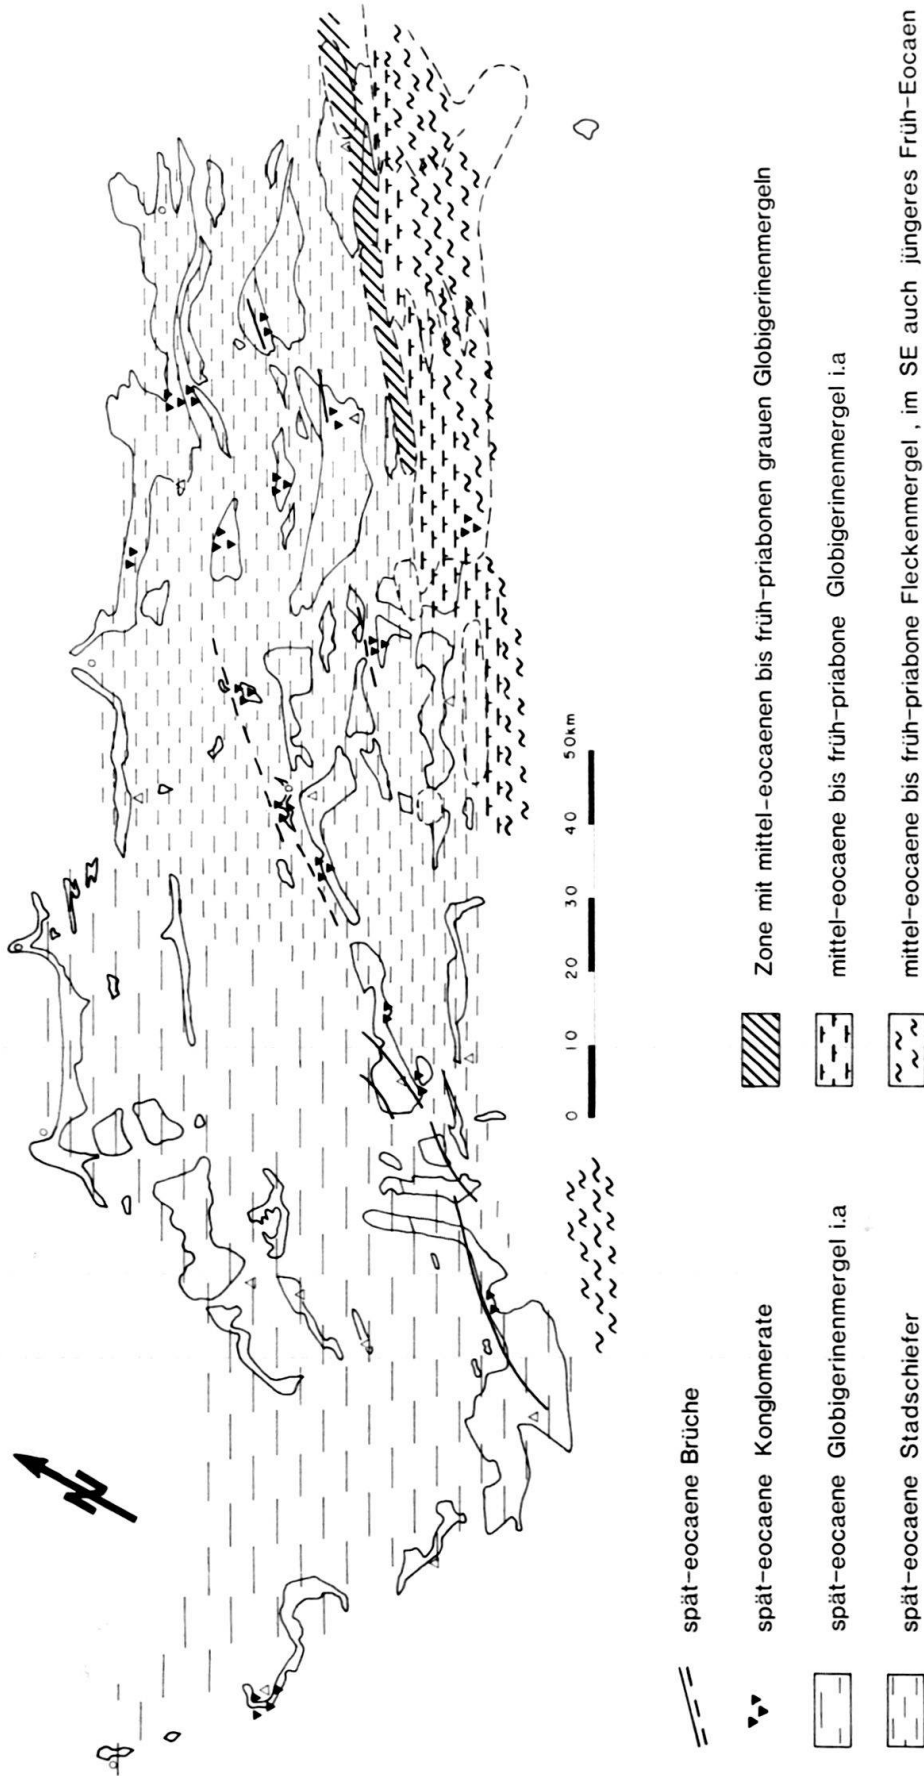 N
0 10 20 30 40 50km
spät-eocaene Brüche
spät-eocaene Konglomerate
spät-eocaene Globigerinenmergel i.a
spät-eocaene Stadschiefer
Zone mit mittel-eocaenen bis früh-priabonen grauen Globigerinenmergeln
mittel-eocaene bis früh-priabone Globigerinenmergel i.a
mittel-eocaene bis früh-priabone Fleckenmergel , im SE auch jüngeres Früh-Eocaen